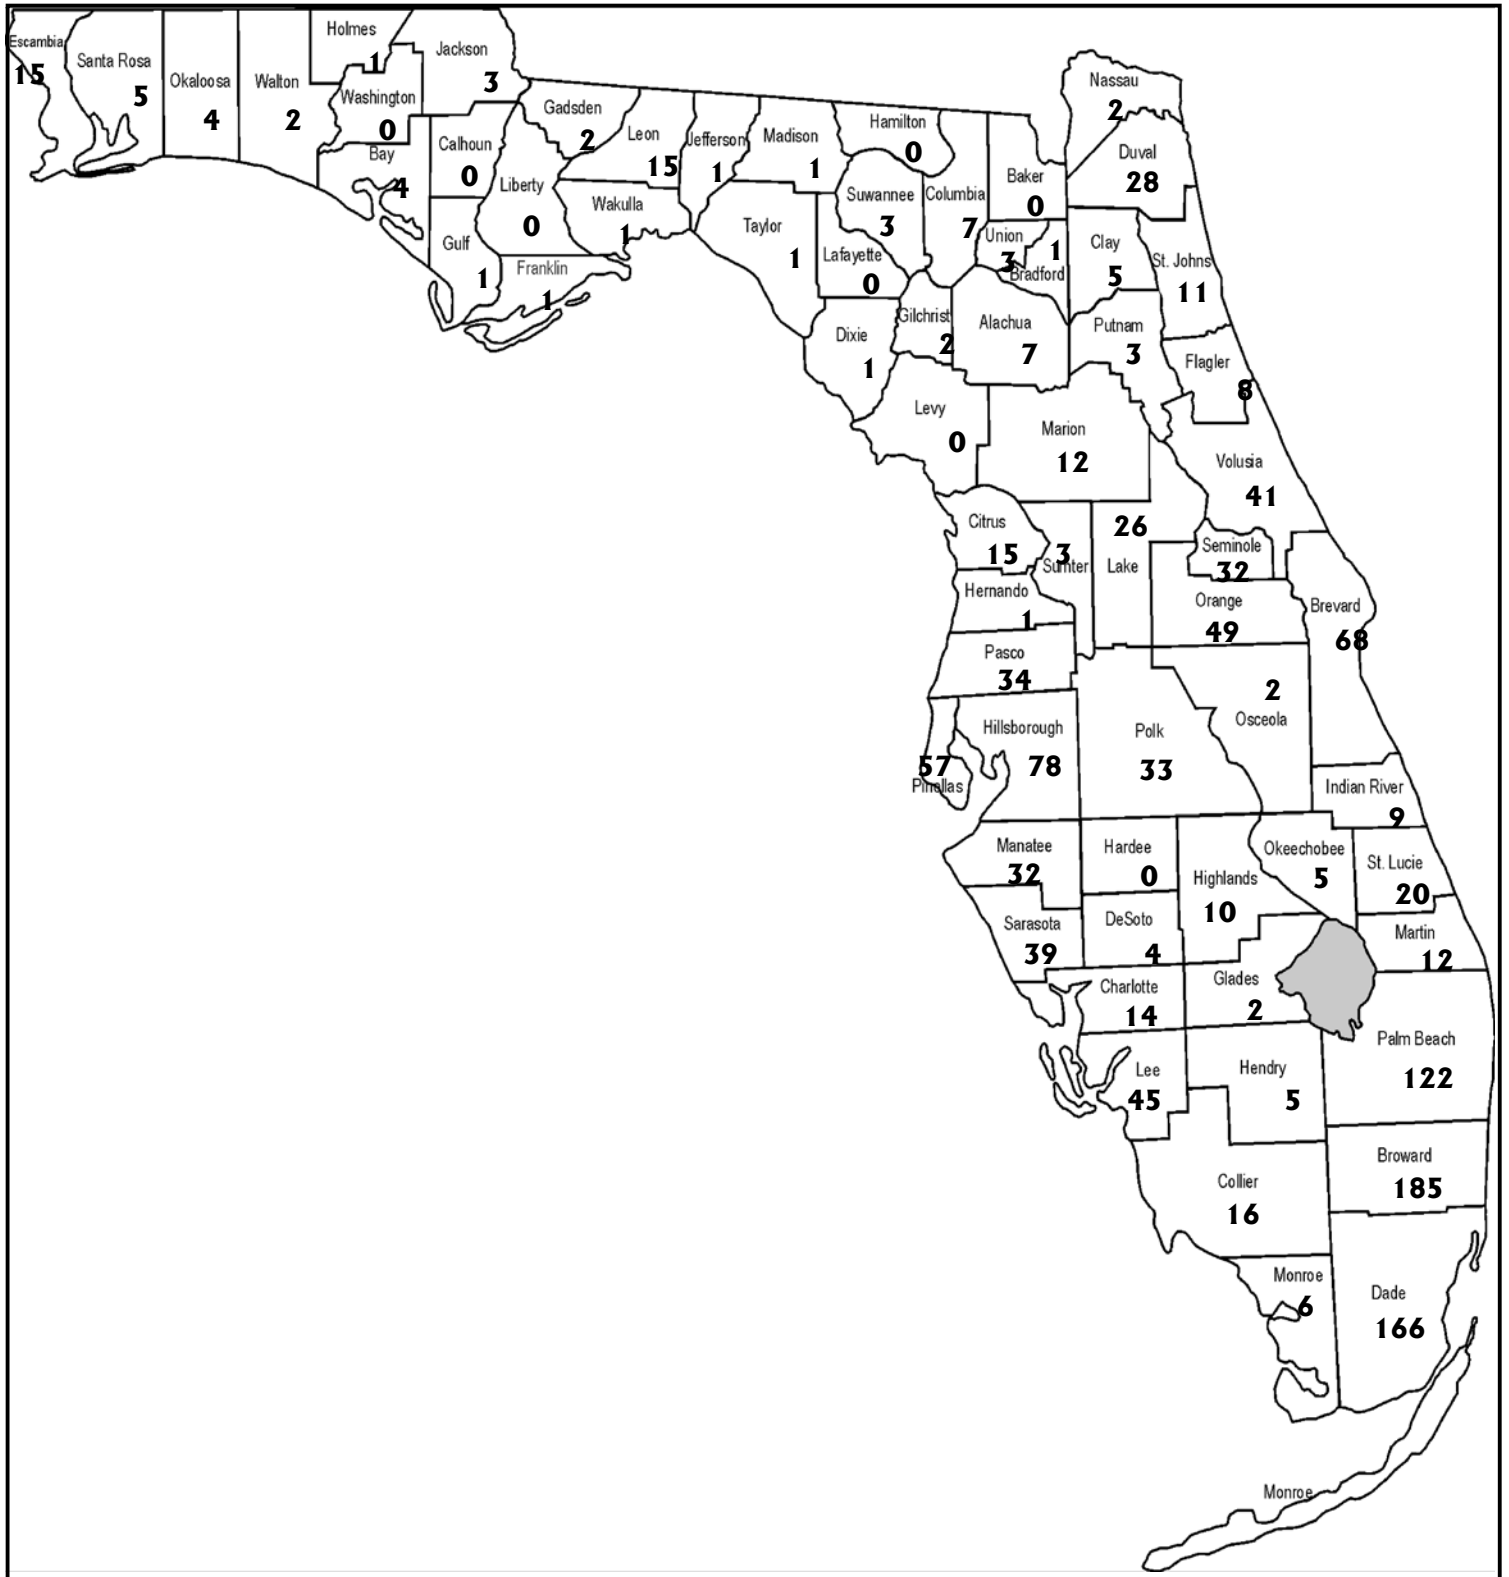 Escambia
15
Santa Rosa
5
Okaloosa
4
Walton
2
Holmes
1
Washington
0
Jackson
3
Bay
4
Calhoun
0
Gulf
1
Liberty
0
Franklin
1
Gadsden
2
Leon
15
Wakulla
1
Jefferson
1
Madison
1
Taylor
1
Hamilton
0
Suwannee
3
Lafayette
0
Dixie
1
Columbia
7
Gilchrist
2
Baker
0
Union
3
1
Bradford
Nassau
2
Duval
28
Clay
5
St. Johns
11
Alachua
7
Putnam
3
Flagler
8
Levy
0
Marion
12
Volusia
41
Citrus
15
3
Sumter
26
Lake
Seminole
32
Hernando
1
Orange
49
Brevard
68
Pasco
34
2
Osceola
Hillsborough
78
57
Pinellas
Polk
33
Indian River
9
Manatee
32
Hardee
0
Highlands
10
Okeechobee
5
St. Lucie
20
Sarasota
39
DeSoto
4
Martin
12
Charlotte
14
Glades
2
Palm Beach
122
Lee
45
Hendry
5
Broward
185
Collier
16
Monroe
6
Dade
166
Monroe